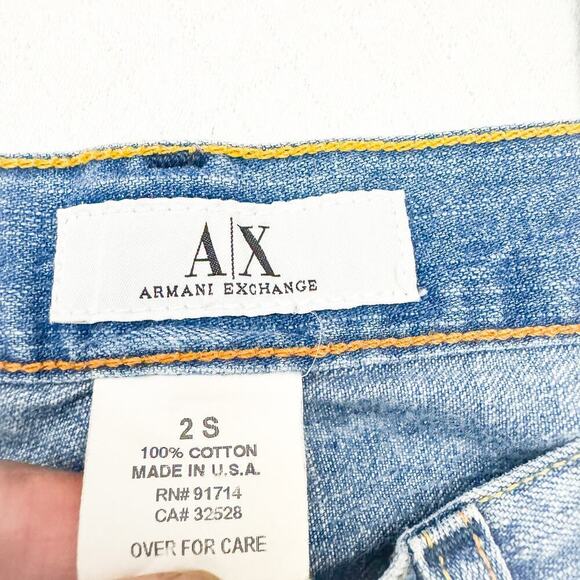 A|X
ARMANI EXCHANGE
2 S
100% COTTON
MADE IN U.S.A.
RN# 91714
CA# 32528
OVER FOR CARE